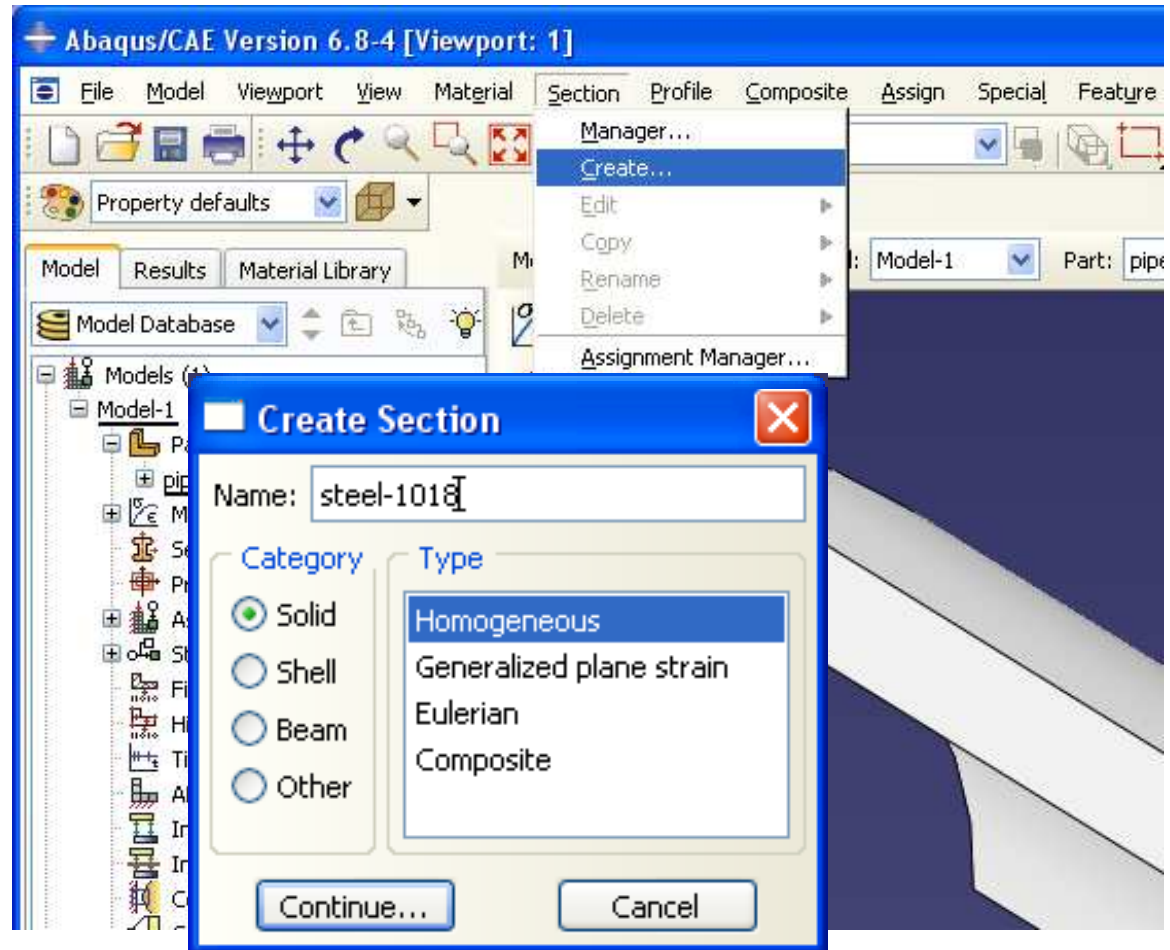 Abaqus/CAE Version 6.8-4 [Viewport: 1]
File Model Viewport View Material Section Profile Composite Assign Special Feature
Manager...
Create...
Property defaults
Edit
Copy
Rename
Delete
Assignment Manager...
Model Results Material Library
Model-1 Part:
Model Database
Models
Model-1
Create Section
Name: steel-1018
Category Type
Solid Homogeneous
Shell Generalized plane strain
Beam Eulerian
Other Composite
Continue... Cancel